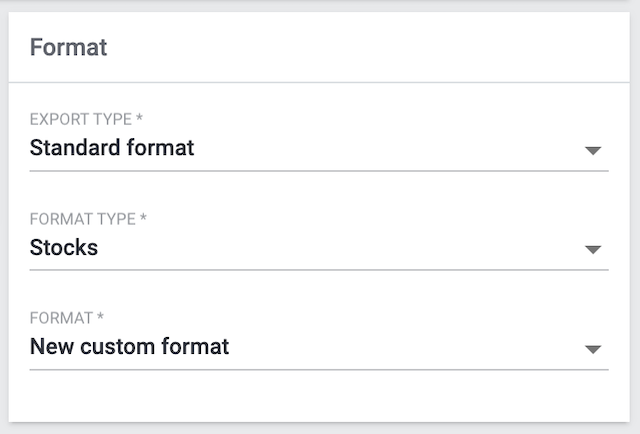 Format
EXPORT TYPE *
Standard format
FORMAT TYPE *
Stocks
FORMAT *
New custom format